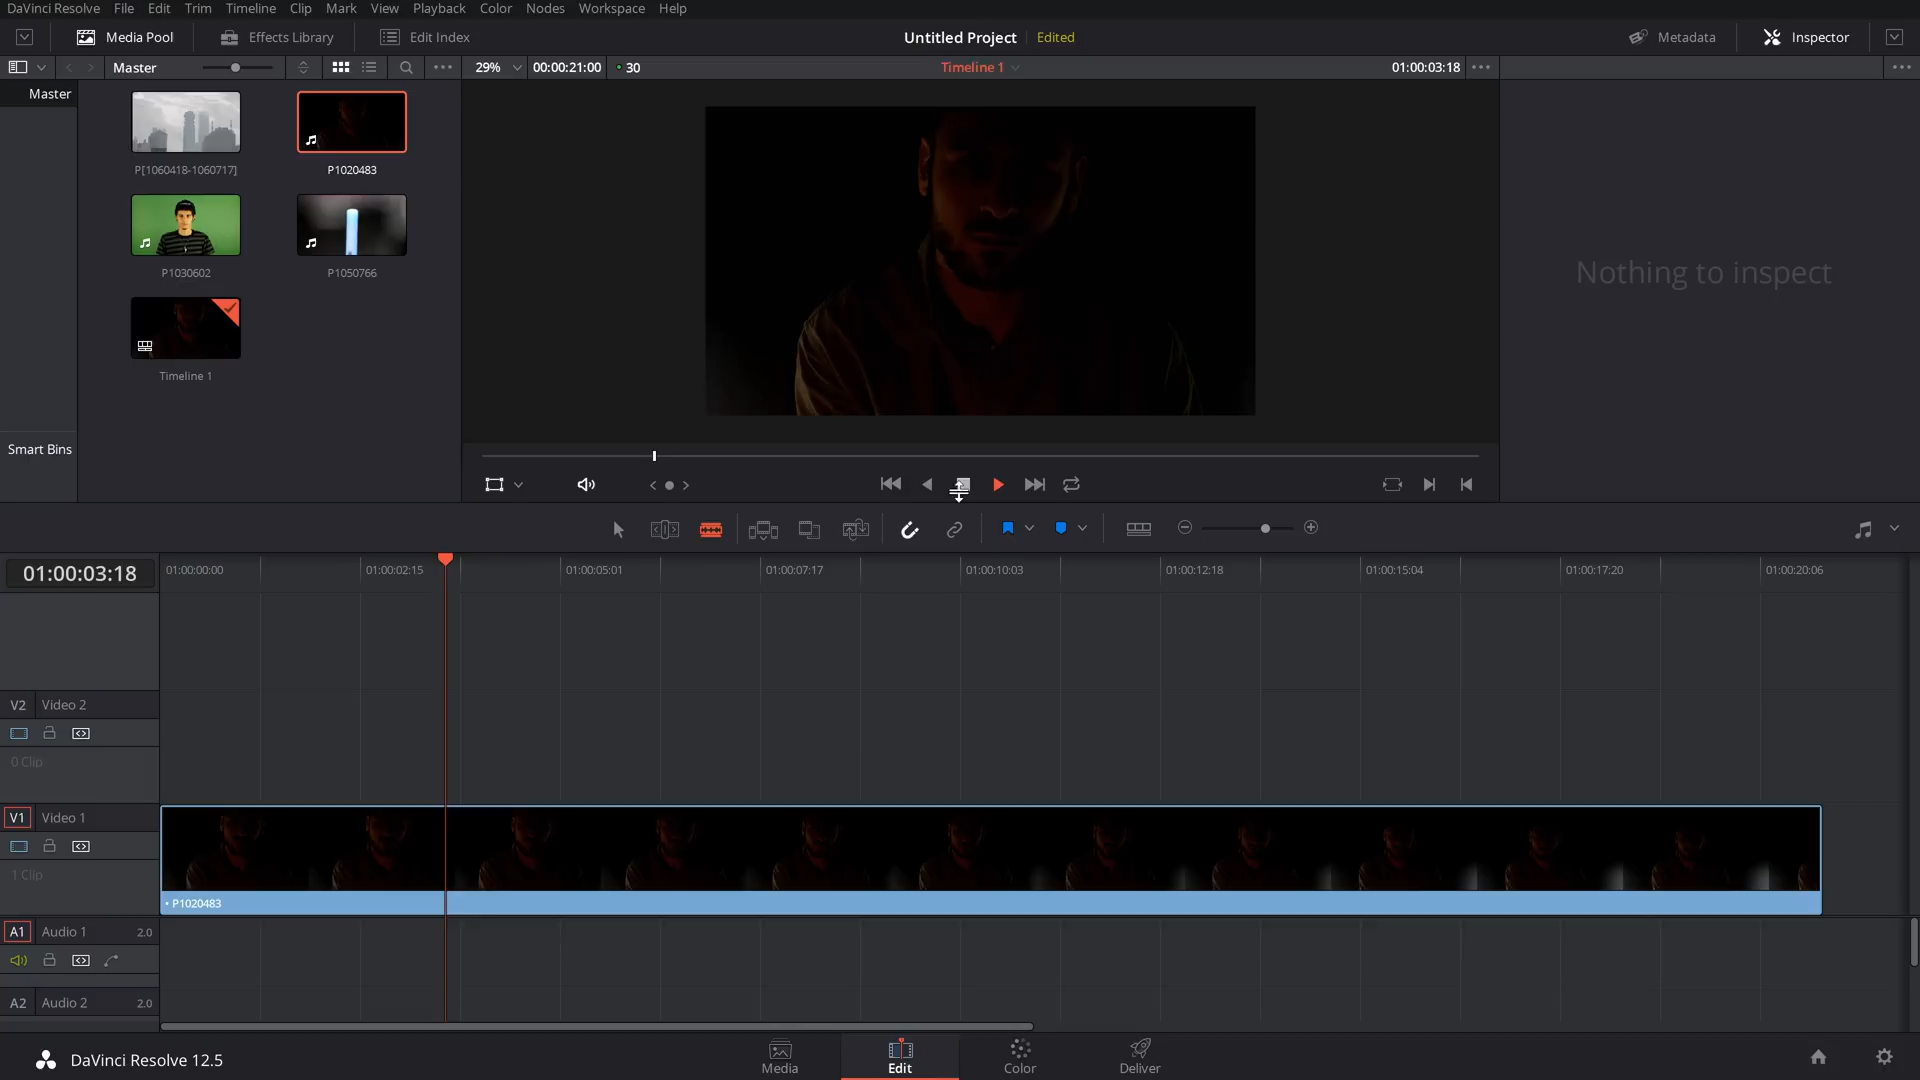 DaVinci Resolve File Edit Trim Timeline Clip Mark View Playback Color Nodes Workspace Help
Media Pool Effects Library Edit Index Untitled Project Edited Metadata Inspector
Master 29% 00:00:21:00 30 Timeline 1 01:00:03:18
Master
P[1060418-1060717] P1020483
P1030602 P1050766
Timeline 1
Nothing to inspect
Smart Bins
01:00:03:18 01:00:00:00 01:00:02:15 01:00:05:01 01:00:07:17 01:00:10:03 01:00:12:18 01:00:15:04 01:00:17:20 01:00:20:06
V2 Video 2
0 Clip
V1 Video 1
1 Clip
• P1020483
A1 Audio 1 2.0
A2 Audio 2 2.0
DaVinci Resolve 12.5 Media Edit Color Deliver